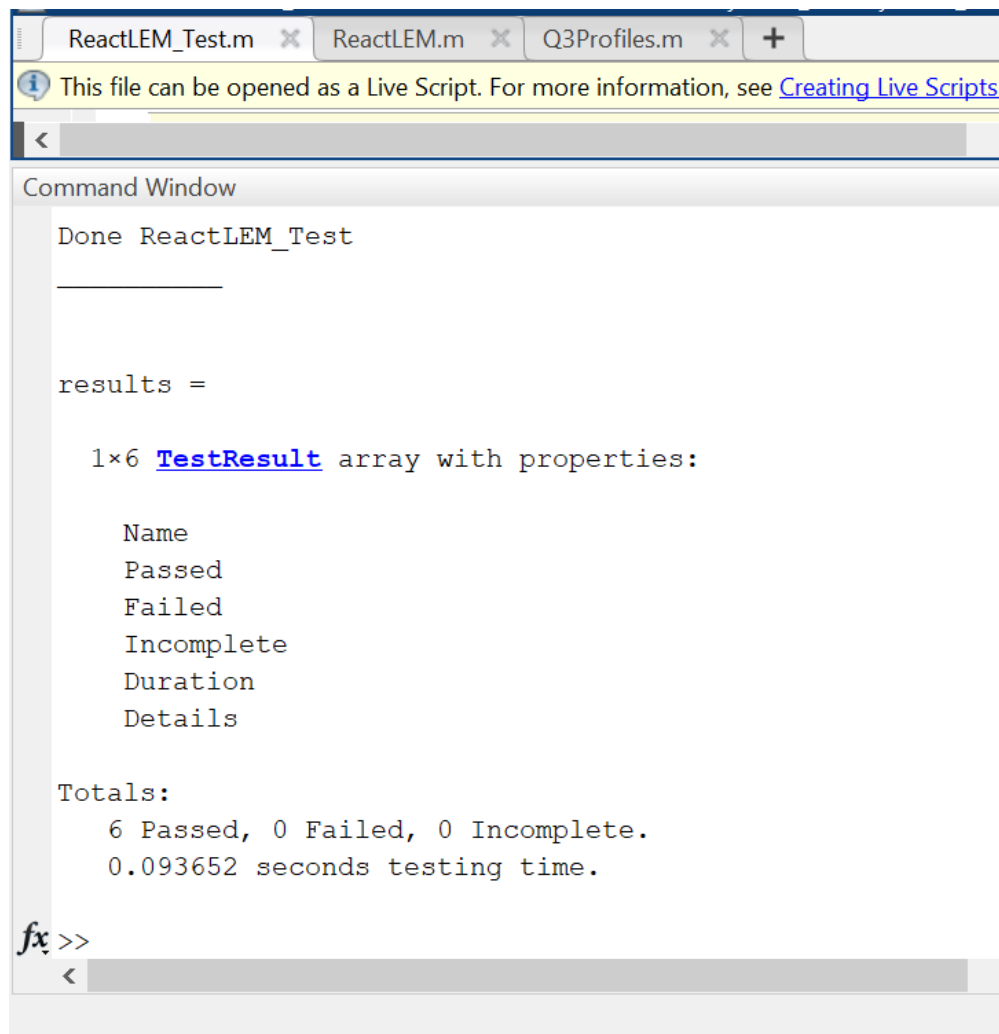 ReactLEM_Test.m ReactLEM.m Q3Profiles.m +
This file can be opened as a Live Script. For more information, see Creating Live Scripts
Command Window
Done ReactLEM_Test
__________
results =
1×6 TestResult array with properties:
Name
Passed
Failed
Incomplete
Duration
Details
Totals:
6 Passed, 0 Failed, 0 Incomplete.
0.093652 seconds testing time.
fx >>